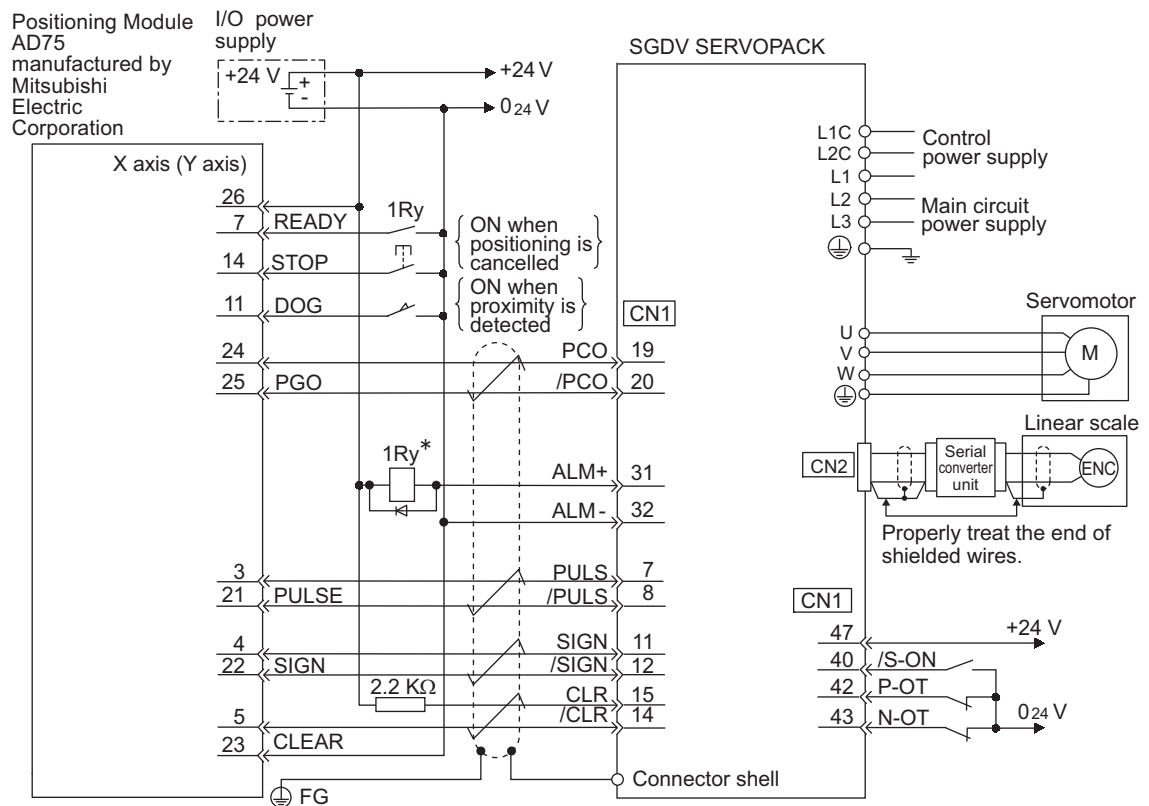 Positioning Module
AD75
manufactured by
Mitsubishi
Electric
Corporation
I/O power
supply
+24 V
+
-
+24 V
0 24 V
SGDV SERVOPACK
X axis (Y axis)
26
7 READY
1Ry
ON when
positioning is
cancelled
14 STOP
ON when
proximity is
detected
11 DOG
CN1
24
PCO 19
25 PGO
/PCO 20
1Ry*
ALM+ 31
ALM- 32
3
PULS 7
21 PULSE
/PULS 8
4
SIGN 11
22 SIGN
/SIGN 12
2.2 KΩ
CLR 15
/CLR 14
5
23 CLEAR
FG
Connector shell
L1C
L2C
Control
power supply
L1
L2
L3
Main circuit
power supply
Servomotor
U
V
W
M
Linear scale
CN2
Serial
converter
unit
ENC
Properly treat the end of
shielded wires.
CN1
47
+24 V
40 /S-ON
42 P-OT
43 N-OT
0 24 V